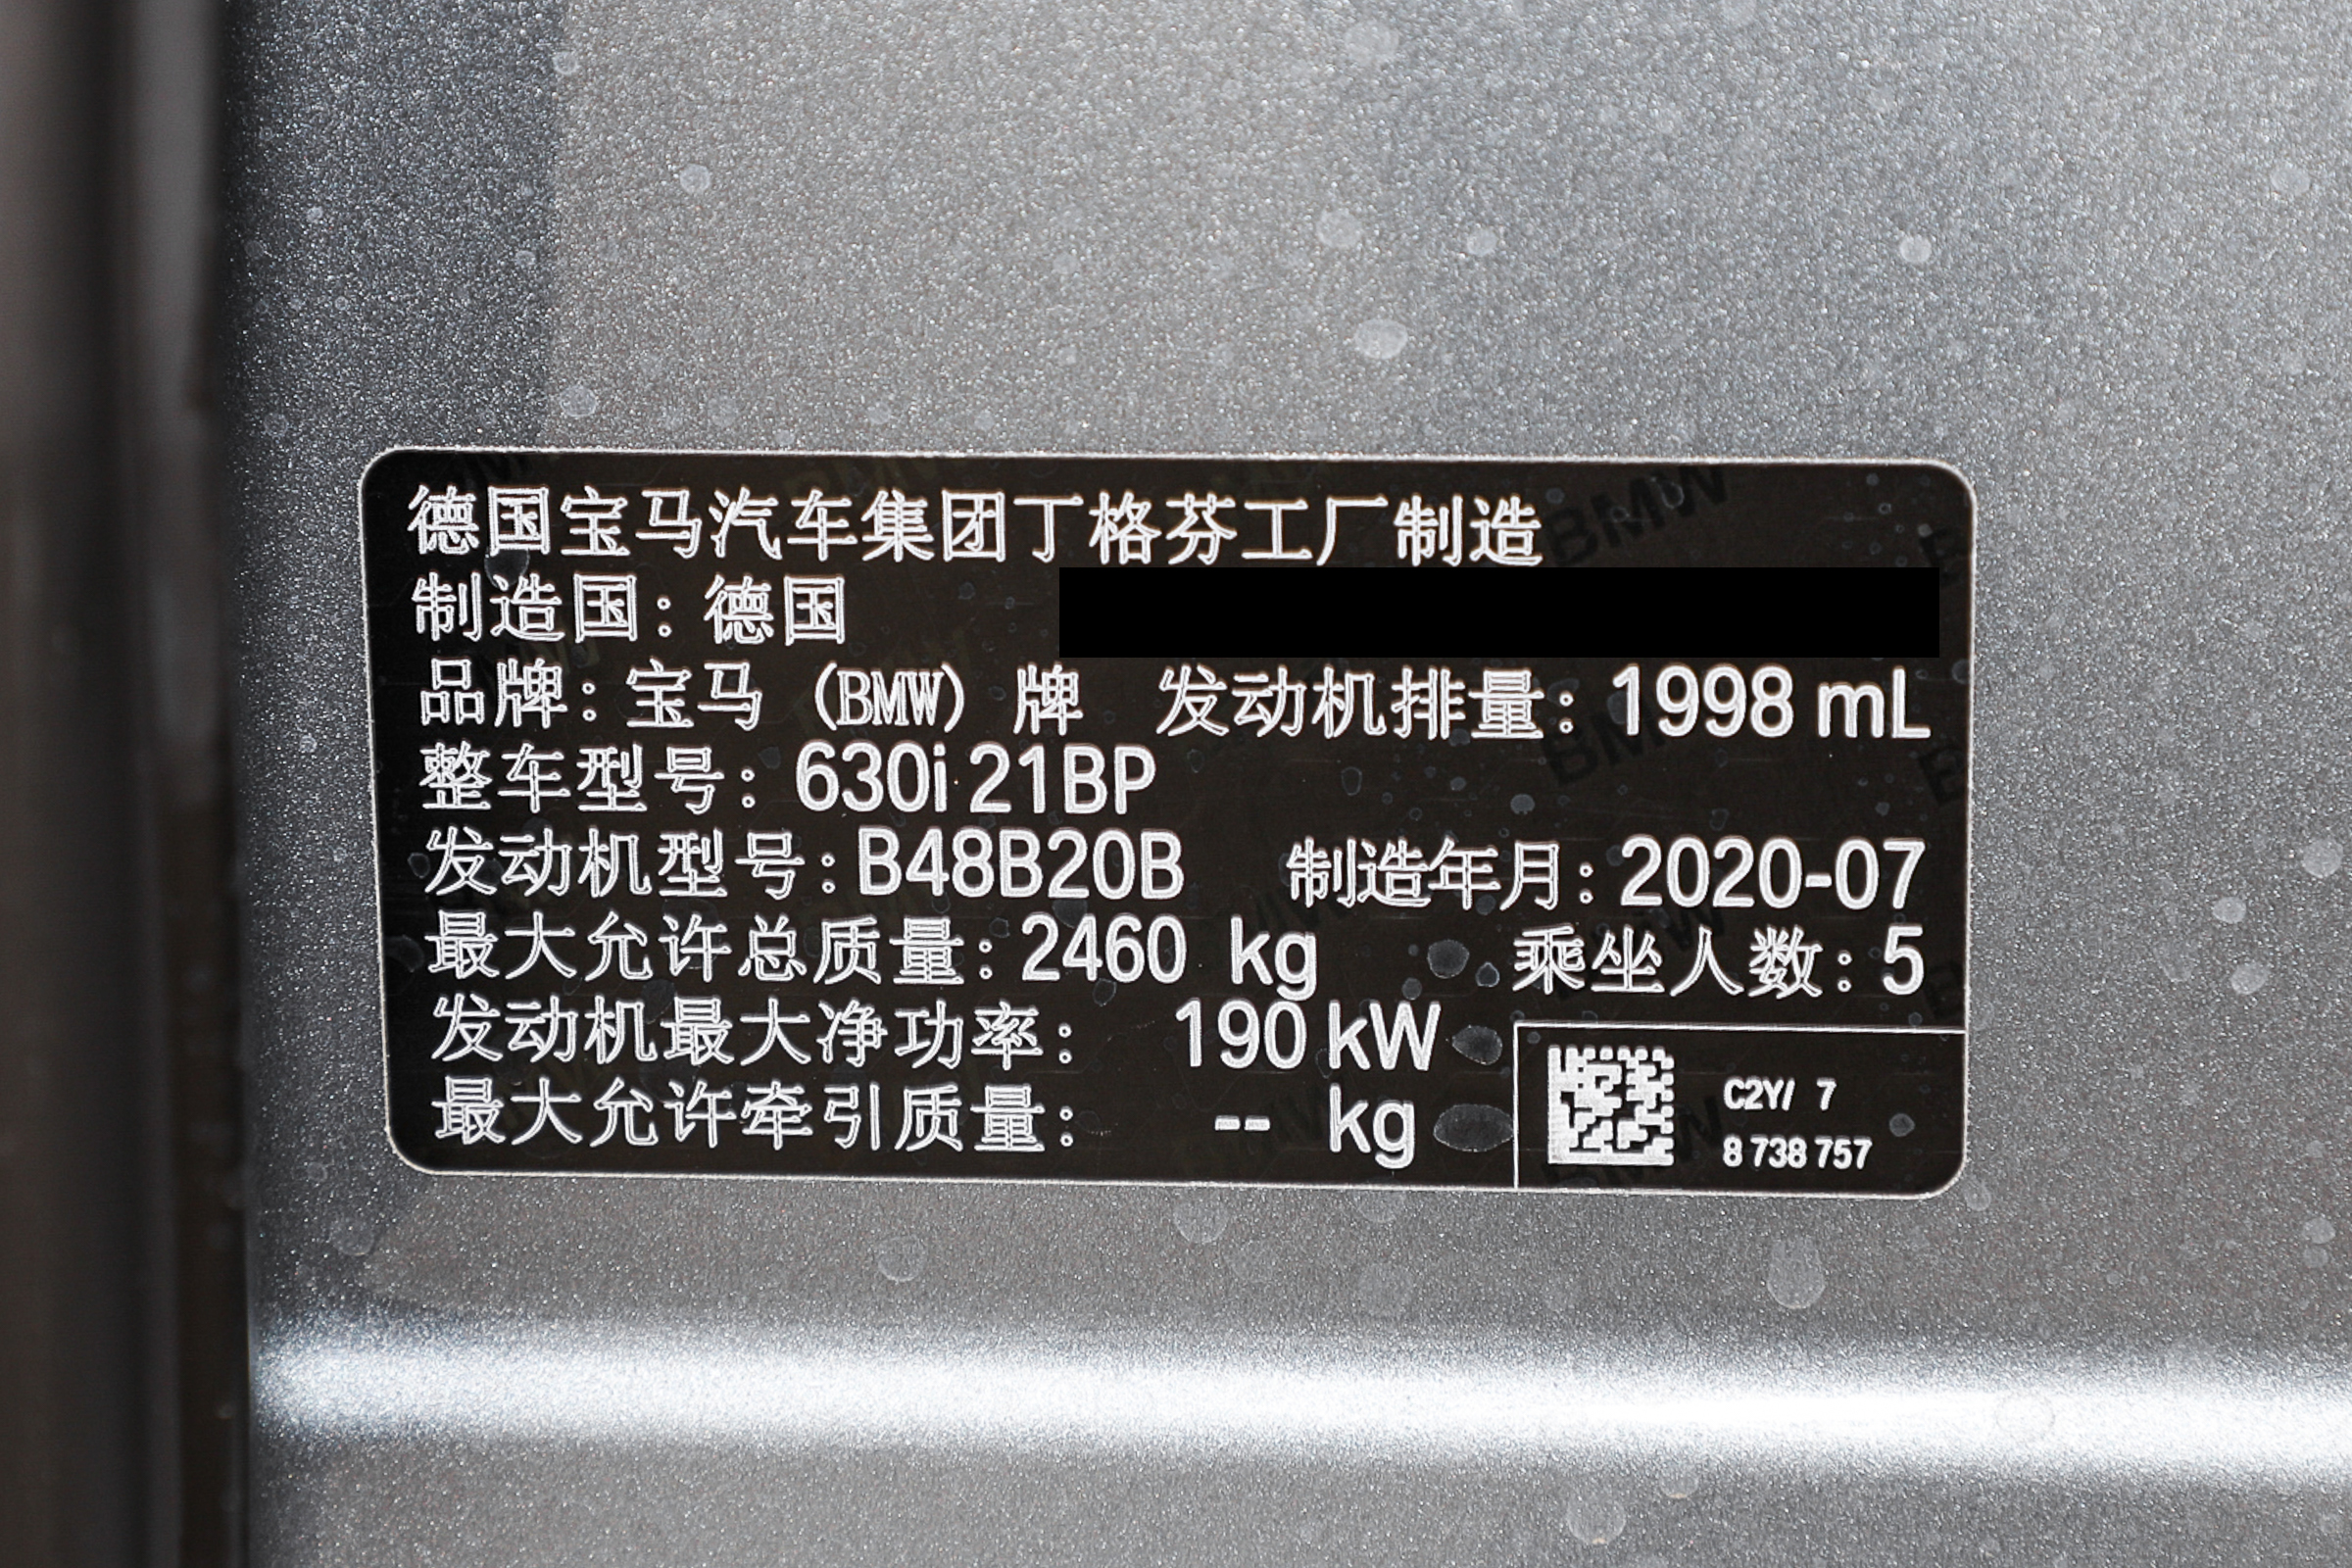 德国宝马汽车集团丁格芬工厂制造
制造国：德国
品牌：宝马（BMW）牌 发动机排量：1998 mL
整车型号：630i 21BP
发动机型号：B48B20B 制造年月：2020-07
最大允许总质量：2460 kg 乘坐人数：5
发动机最大净功率： 190 kW
最大允许牵引质量： -- kg
C2Y/ 7
8 738 757